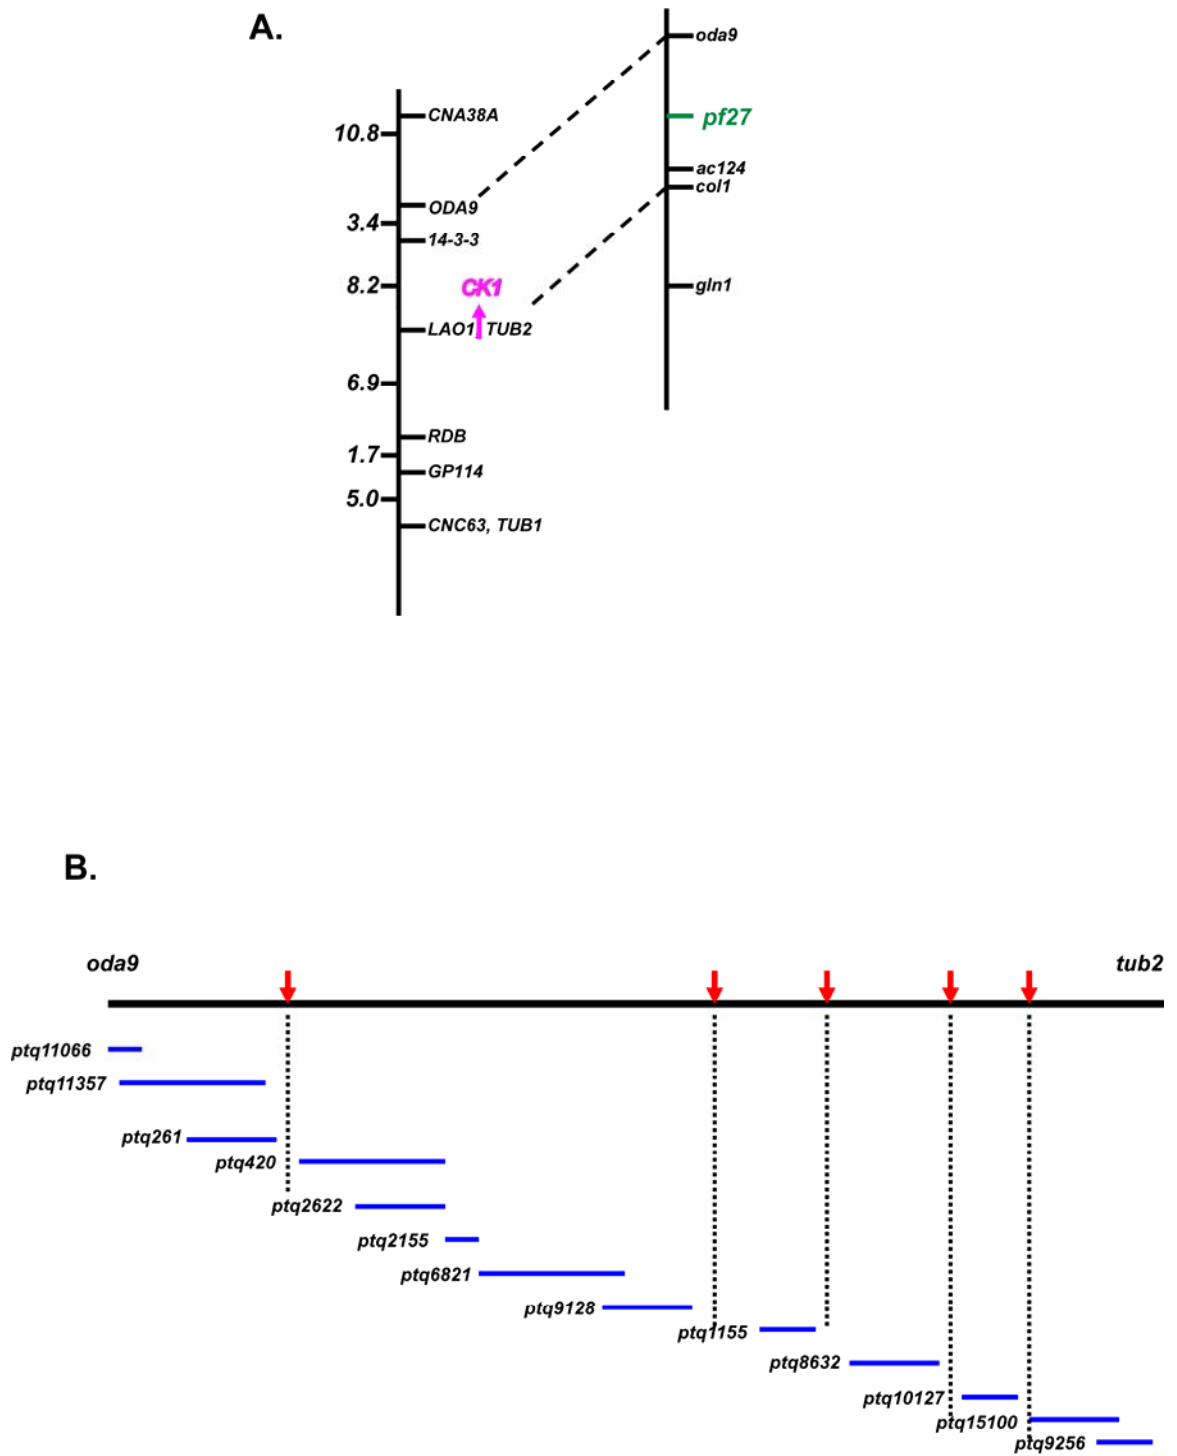 A.
oda9
pf27
ac124
col1
gln1
CNA38A
10.8
ODA9
3.4
14-3-3
8.2
CK1
LAO1, TUB2
6.9
RDB
1.7
GP114
5.0
CNC63, TUB1
B.
oda9 tub2
ptq11066
ptq11357
ptq261
ptq420
ptq2622
ptq2155
ptq6821
ptq9128
ptq1155
ptq8632
ptq10127
ptq15100
ptq9256